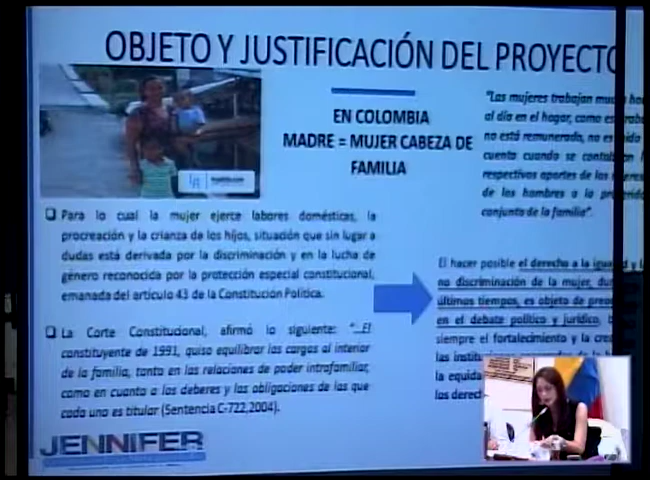 OBJETO Y JUSTIFICACIÓN DEL PROYECTO
EN COLOMBIA
MADRE = MUJER CABEZA DE
FAMILIA
"Las mujeres trabajan
al día en el hogar, como
no está remunerado, no es
cuenta cuando se
respectivos aportes de las
de los hombres a la
conjunto de la familia".
❑ Para lo cual la mujer ejerce labores domésticas, la
procreación y la crianza de los hijos, situación que sin lugar a
dudas está derivada por la discriminación y en la lucha de
género reconocida por la protección especial constitucional,
emanada del artículo 43 de la Constitución Política.
❑ La Corte Constitucional, afirmó lo siguiente: "...El
constituyente de 1991, quiso equilibrar las cargas al interior
de la familia, tanto en las relaciones de poder intrafamiliar,
como en cuanto a los deberes y las obligaciones de las que
cada uno es titular (Sentencia C-722,2004).
El hacer posible el derecho a la
no discriminación de la mujer,
últimos tiempos, es objeto de
en el debate político y jurídico,
siempre el fortalecimiento y la
las
la
los
JENNIFER